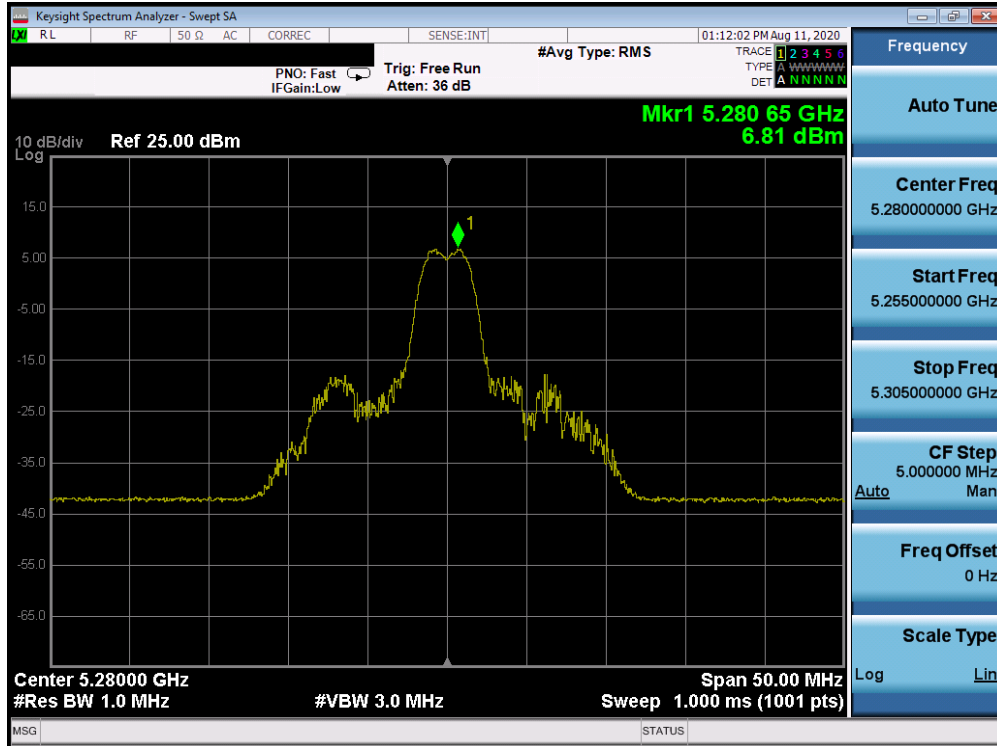 Keysight Spectrum Analyzer - Swept SA
LXI RL RF 50 Ω AC CORREC SENSE:INT 01:12:02 PM Aug 11, 2020
#Avg Type: RMS
TRACE 1 2 3 4 5 6
TYPE A WWWWW
DET A N N N N N
PNO: Fast
IFGain:Low
Trig: Free Run
Atten: 36 dB
Mkr1 5.280 65 GHz
6.81 dBm
10 dB/div
Log
Ref 25.00 dBm
15.0
5.00
-5.00
-15.0
-25.0
-35.0
-45.0
-55.0
-65.0
1
Center 5.28000 GHz
Span 50.00 MHz
#Res BW 1.0 MHz
#VBW 3.0 MHz
Sweep 1.000 ms (1001 pts)
MSG
STATUS
Frequency
Auto Tune
Center Freq
5.280000000 GHz
Start Freq
5.255000000 GHz
Stop Freq
5.305000000 GHz
CF Step
5.000000 MHz
Auto Man
Freq Offset
0 Hz
Scale Type
Log Lin